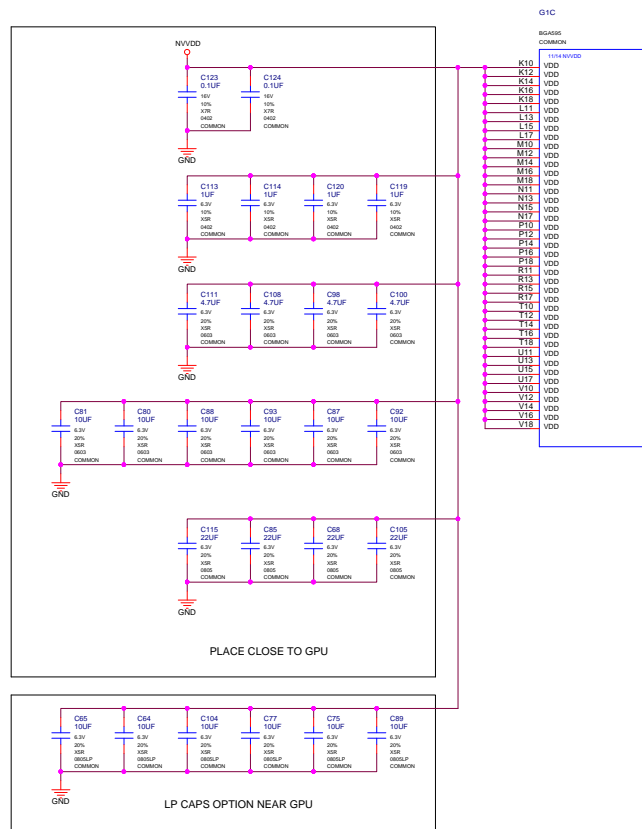 G1C
BGA595
COMMON
11/14 NVVDD
NVVDD
C123
0.1UF
16V
10%
X7R
0402
COMMON
C124
0.1UF
16V
10%
X7R
0402
COMMON
GND
C113
1UF
6.3V
10%
X5R
0402
COMMON
C114
1UF
6.3V
10%
X5R
0402
COMMON
C120
1UF
6.3V
10%
X5R
0402
COMMON
C119
1UF
6.3V
10%
X5R
0402
COMMON
GND
C111
4.7UF
6.3V
20%
X5R
0603
COMMON
C108
4.7UF
6.3V
20%
X5R
0603
COMMON
C98
4.7UF
6.3V
20%
X5R
0603
COMMON
C100
4.7UF
6.3V
20%
X5R
0603
COMMON
GND
C81
10UF
6.3V
20%
X5R
0603
COMMON
C80
10UF
6.3V
20%
X5R
0603
COMMON
C88
10UF
6.3V
20%
X5R
0603
COMMON
C93
10UF
6.3V
20%
X5R
0603
COMMON
C87
10UF
6.3V
20%
X5R
0603
COMMON
C92
10UF
6.3V
20%
X5R
0603
COMMON
GND
C115
22UF
6.3V
20%
X5R
0805
COMMON
C85
22UF
6.3V
20%
X5R
0805
COMMON
C68
22UF
6.3V
20%
X5R
0805
COMMON
C105
22UF
6.3V
20%
X5R
0805
COMMON
GND
PLACE CLOSE TO GPU
C65
10UF
6.3V
20%
X5R
0805LP
COMMON
C64
10UF
6.3V
20%
X5R
0805LP
COMMON
C104
10UF
6.3V
20%
X5R
0805LP
COMMON
C77
10UF
6.3V
20%
X5R
0805LP
COMMON
C75
10UF
6.3V
20%
X5R
0805LP
COMMON
C89
10UF
6.3V
20%
X5R
0805LP
COMMON
GND
LP CAPS OPTION NEAR GPU
K10 VDD
K12 VDD
K14 VDD
K16 VDD
K18 VDD
L11 VDD
L13 VDD
L15 VDD
L17 VDD
M10 VDD
M12 VDD
M14 VDD
M16 VDD
M18 VDD
N11 VDD
N13 VDD
N15 VDD
N17 VDD
P10 VDD
P12 VDD
P14 VDD
P16 VDD
P18 VDD
R11 VDD
R13 VDD
R15 VDD
R17 VDD
T10 VDD
T12 VDD
T14 VDD
T16 VDD
T18 VDD
U11 VDD
U13 VDD
U15 VDD
U17 VDD
V10 VDD
V12 VDD
V14 VDD
V16 VDD
V18 VDD